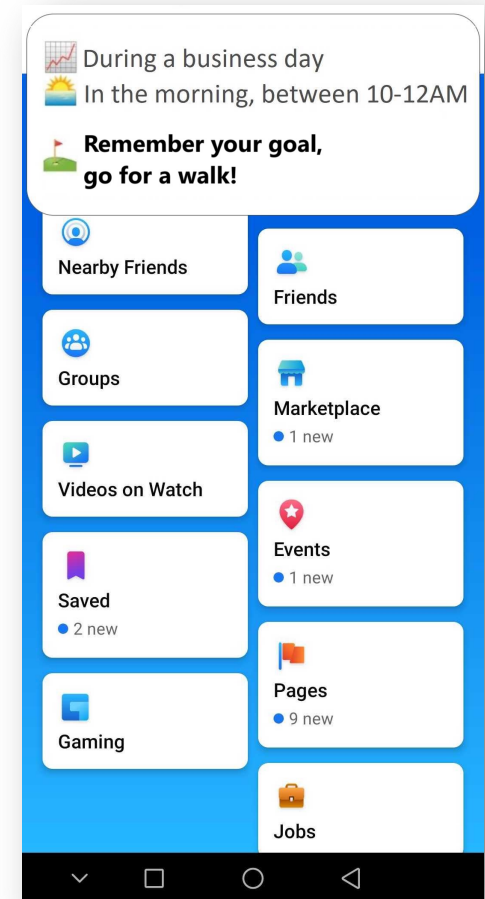 During a business day
In the morning, between 10-12AM
Remember your goal,
go for a walk!
Nearby Friends
Groups
Videos on Watch
Saved
2 new
Gaming
Friends
Marketplace
1 new
Events
1 new
Pages
9 new
Jobs